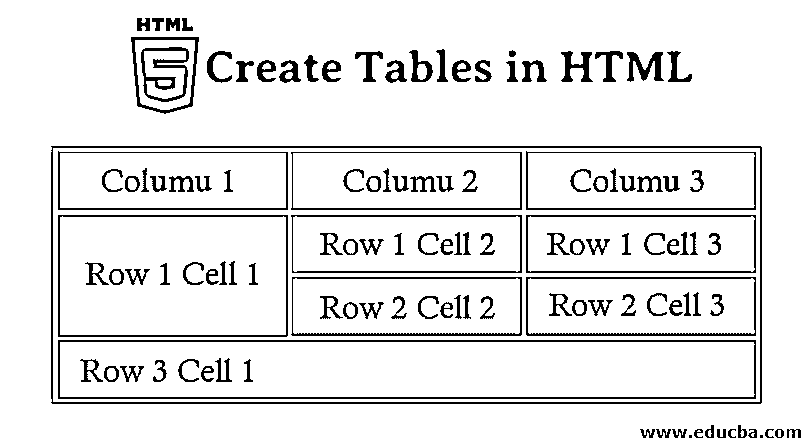 HTML
5
Create Tables in HTML
Columu 1 Columu 2 Columu 3
Row 1 Cell 1
Row 1 Cell 2 Row 1 Cell 3
Row 2 Cell 2 Row 2 Cell 3
Row 3 Cell 1
www.educba.com